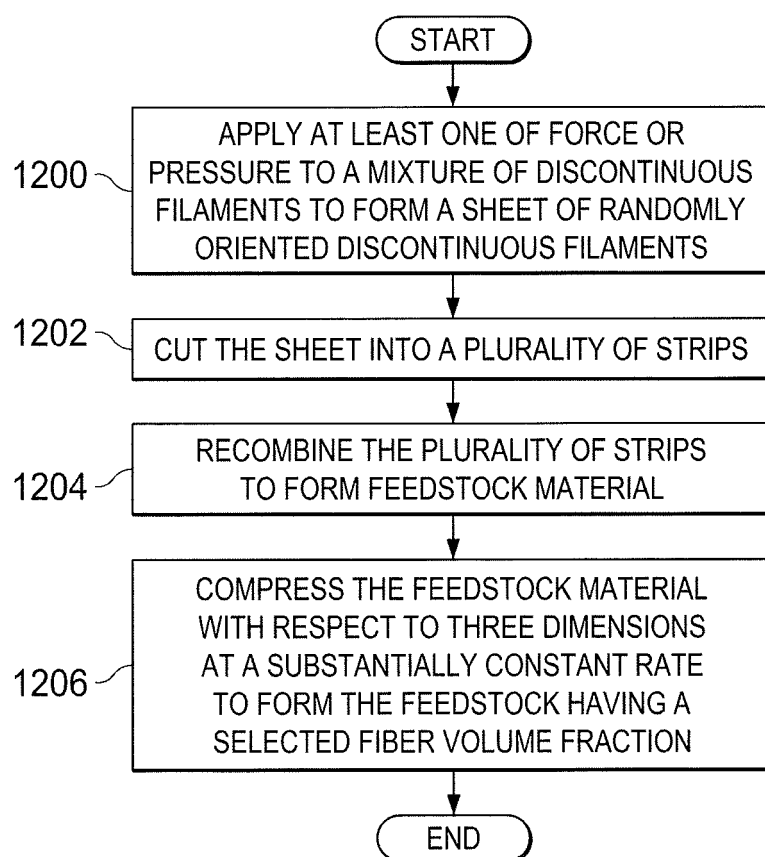 START
1200
APPLY AT LEAST ONE OF FORCE OR
PRESSURE TO A MIXTURE OF DISCONTINUOUS
FILAMENTS TO FORM A SHEET OF RANDOMLY
ORIENTED DISCONTINUOUS FILAMENTS
1202
CUT THE SHEET INTO A PLURALITY OF STRIPS
1204
RECOMBINE THE PLURALITY OF STRIPS
TO FORM FEEDSTOCK MATERIAL
1206
COMPRESS THE FEEDSTOCK MATERIAL
WITH RESPECT TO THREE DIMENSIONS
AT A SUBSTANTIALLY CONSTANT RATE
TO FORM THE FEEDSTOCK HAVING A
SELECTED FIBER VOLUME FRACTION
END